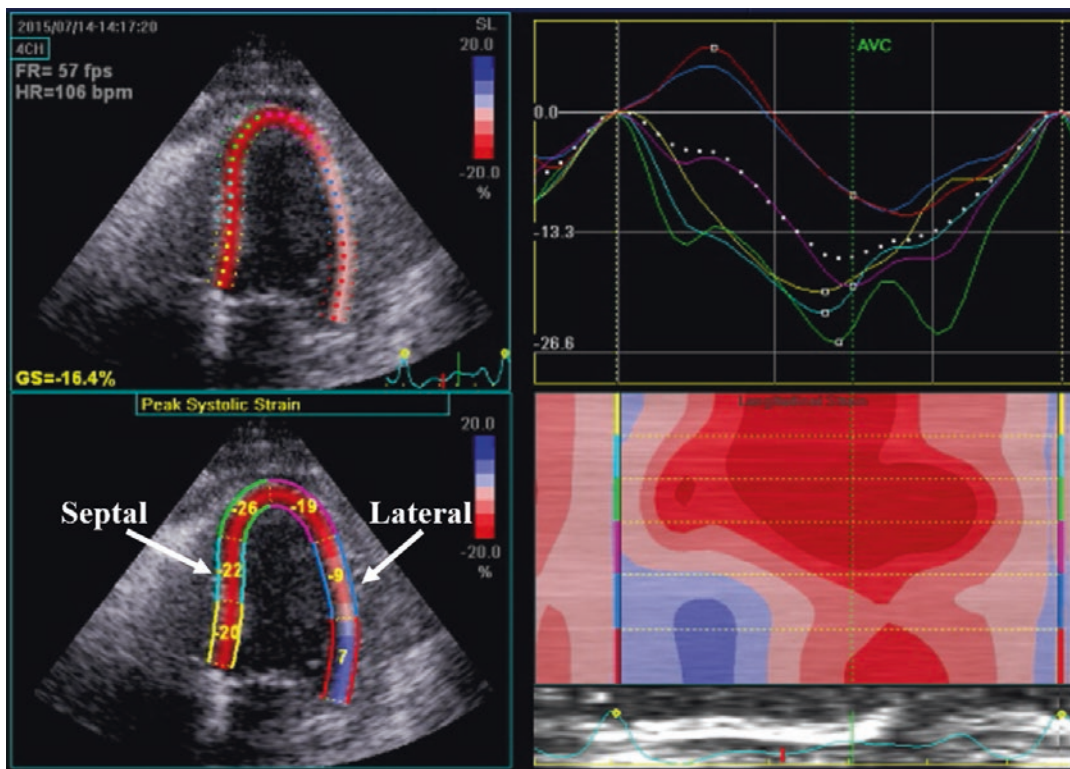 2015/07/14-14:17:20
4CH
FR= 57 fps
HR=106 bpm
SL
20.0
-20.0
%
GS=-16.4%
AVC
0.0
-13.3
-26.6
Peak Systolic Strain
20.0
-20.0
%
Septal
Lateral
-26
-19
-22
-9
-20
7
Longitudinal Strain